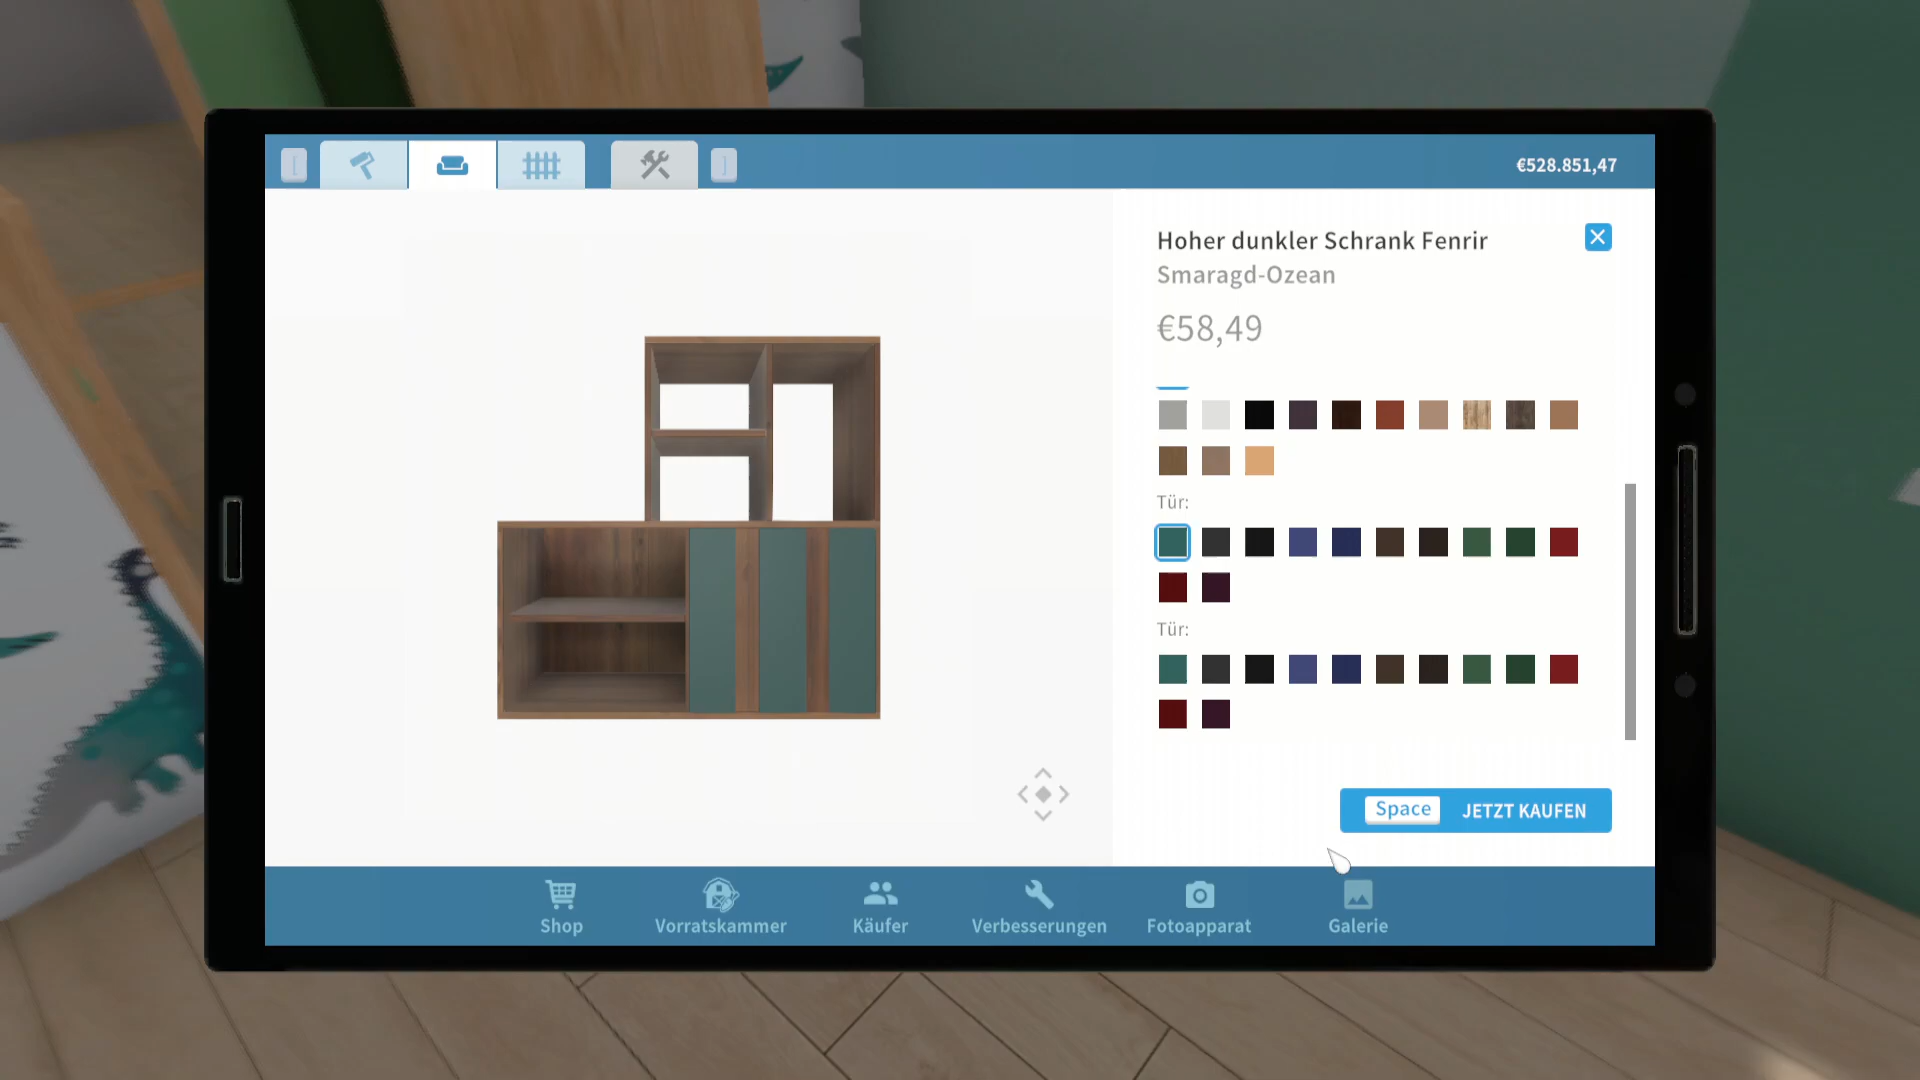 [
]
€528.851,47
Hoher dunkler Schrank Fenrir
Smaragd-Ozean
€58,49
Tür:
Tür:
Space JETZT KAUFEN
Shop
Vorratskammer
Käufer
Verbesserungen
Fotoapparat
Galerie